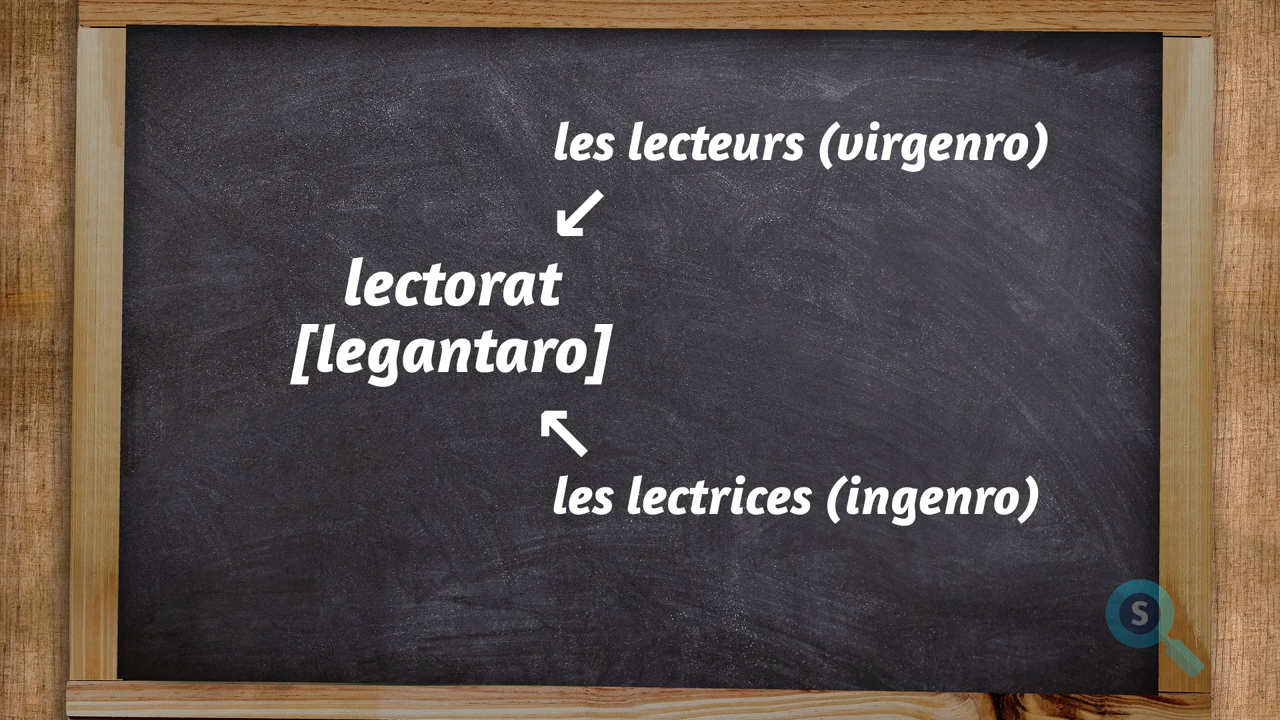 les lecteurs (virgenro)
↙
lectorat
[legantaro]
↖
les lectrices (ingenro)
S